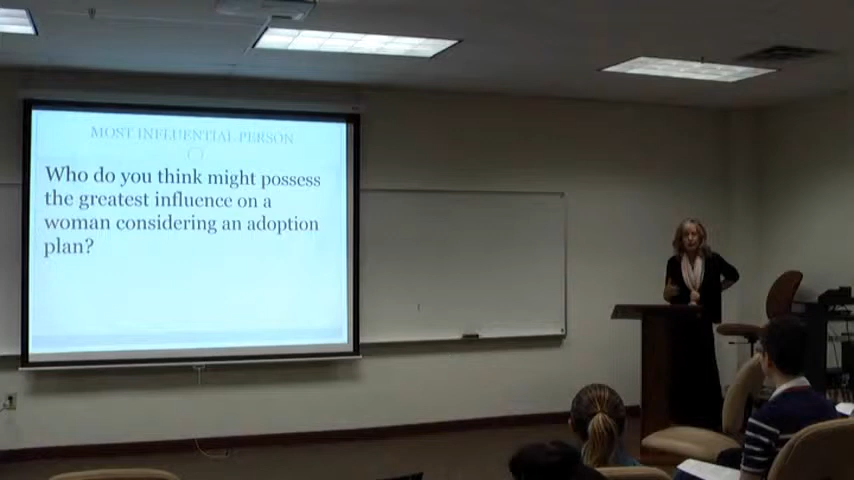 MOST INFLUENTIAL PERSON
Who do you think might possess
the greatest influence on a
woman considering an adoption
plan?